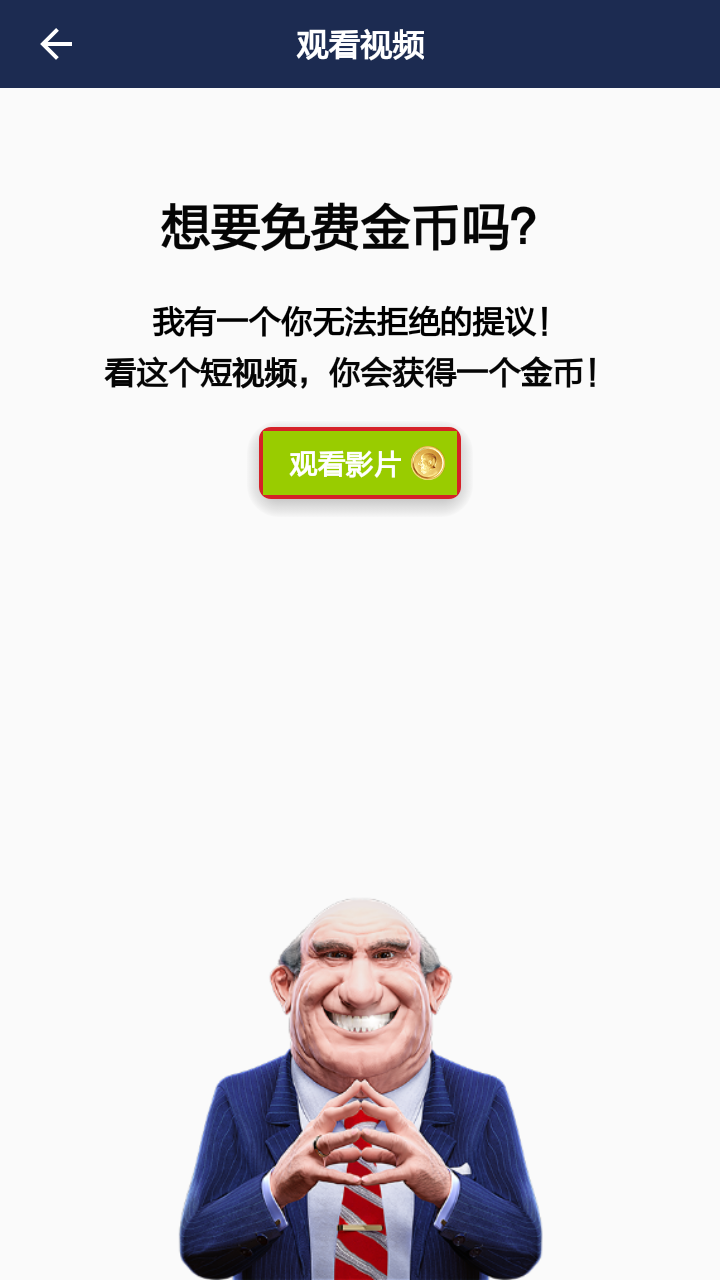 观看视频
想要免费金币吗?
我有一个你无法拒绝的提议!
看这个短视频，你会获得一个金币!
观看影片